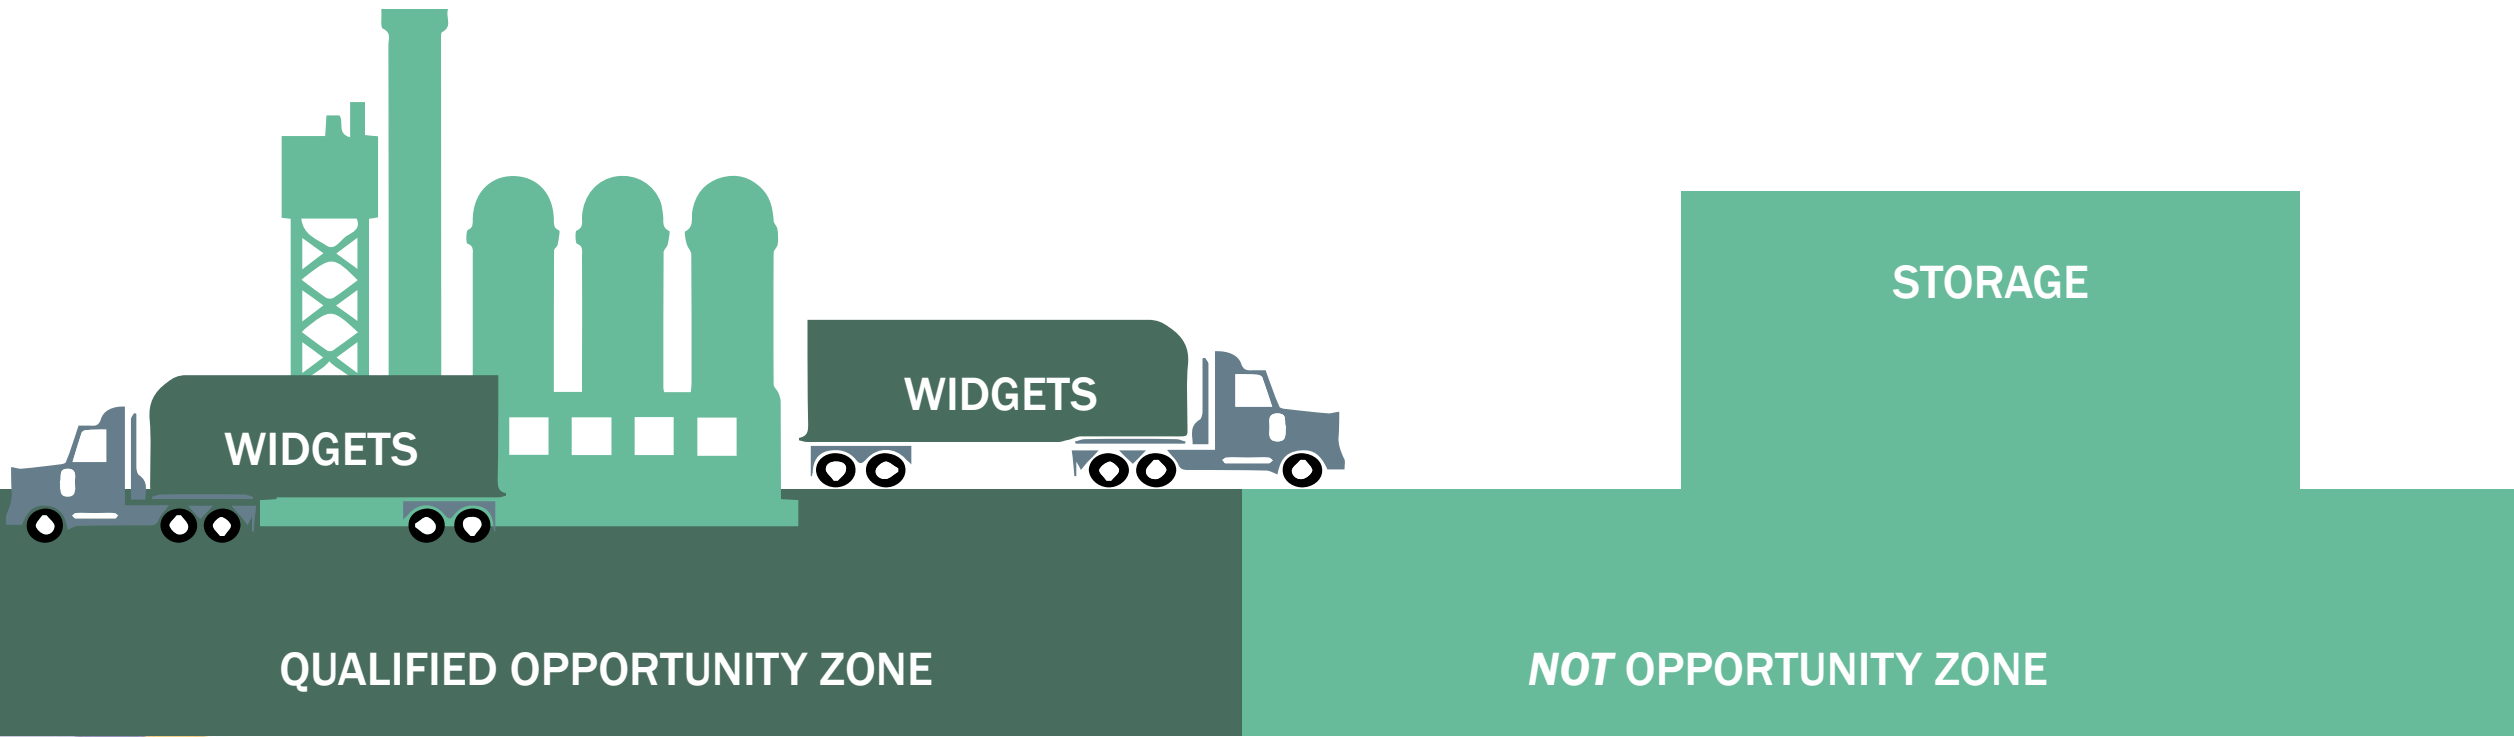 STORAGE
WIDGETS
WIDGETS
QUALIFIED OPPORTUNITY ZONE
NOT OPPORTUNITY ZONE